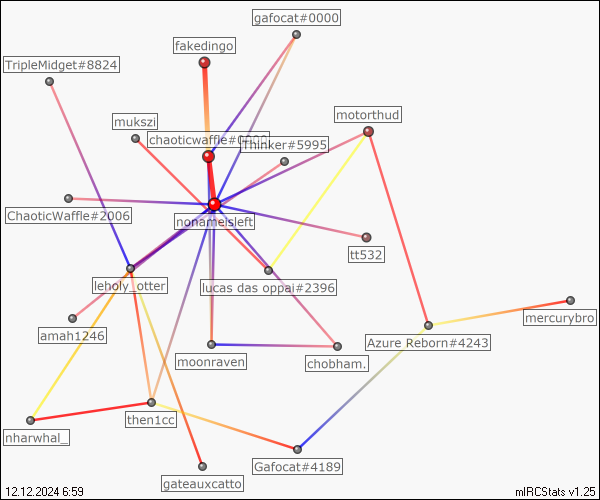 gafocat#0000
fakedingo
TripleMidget#8824
motorthud
mukszi
chaoticwaffle#0000
Thinker#5995
ChaoticWaffle#2006
nonameisleft
tt532
leholy_otter
lucas das oppai#2396
mercurybro
amah1246
Azure Reborn#4243
moonraven
chobham.
then1cc
nharwhal_
Gafocat#4189
gateauxcatto
12.12.2024 6:59
mIRCStats v1.25